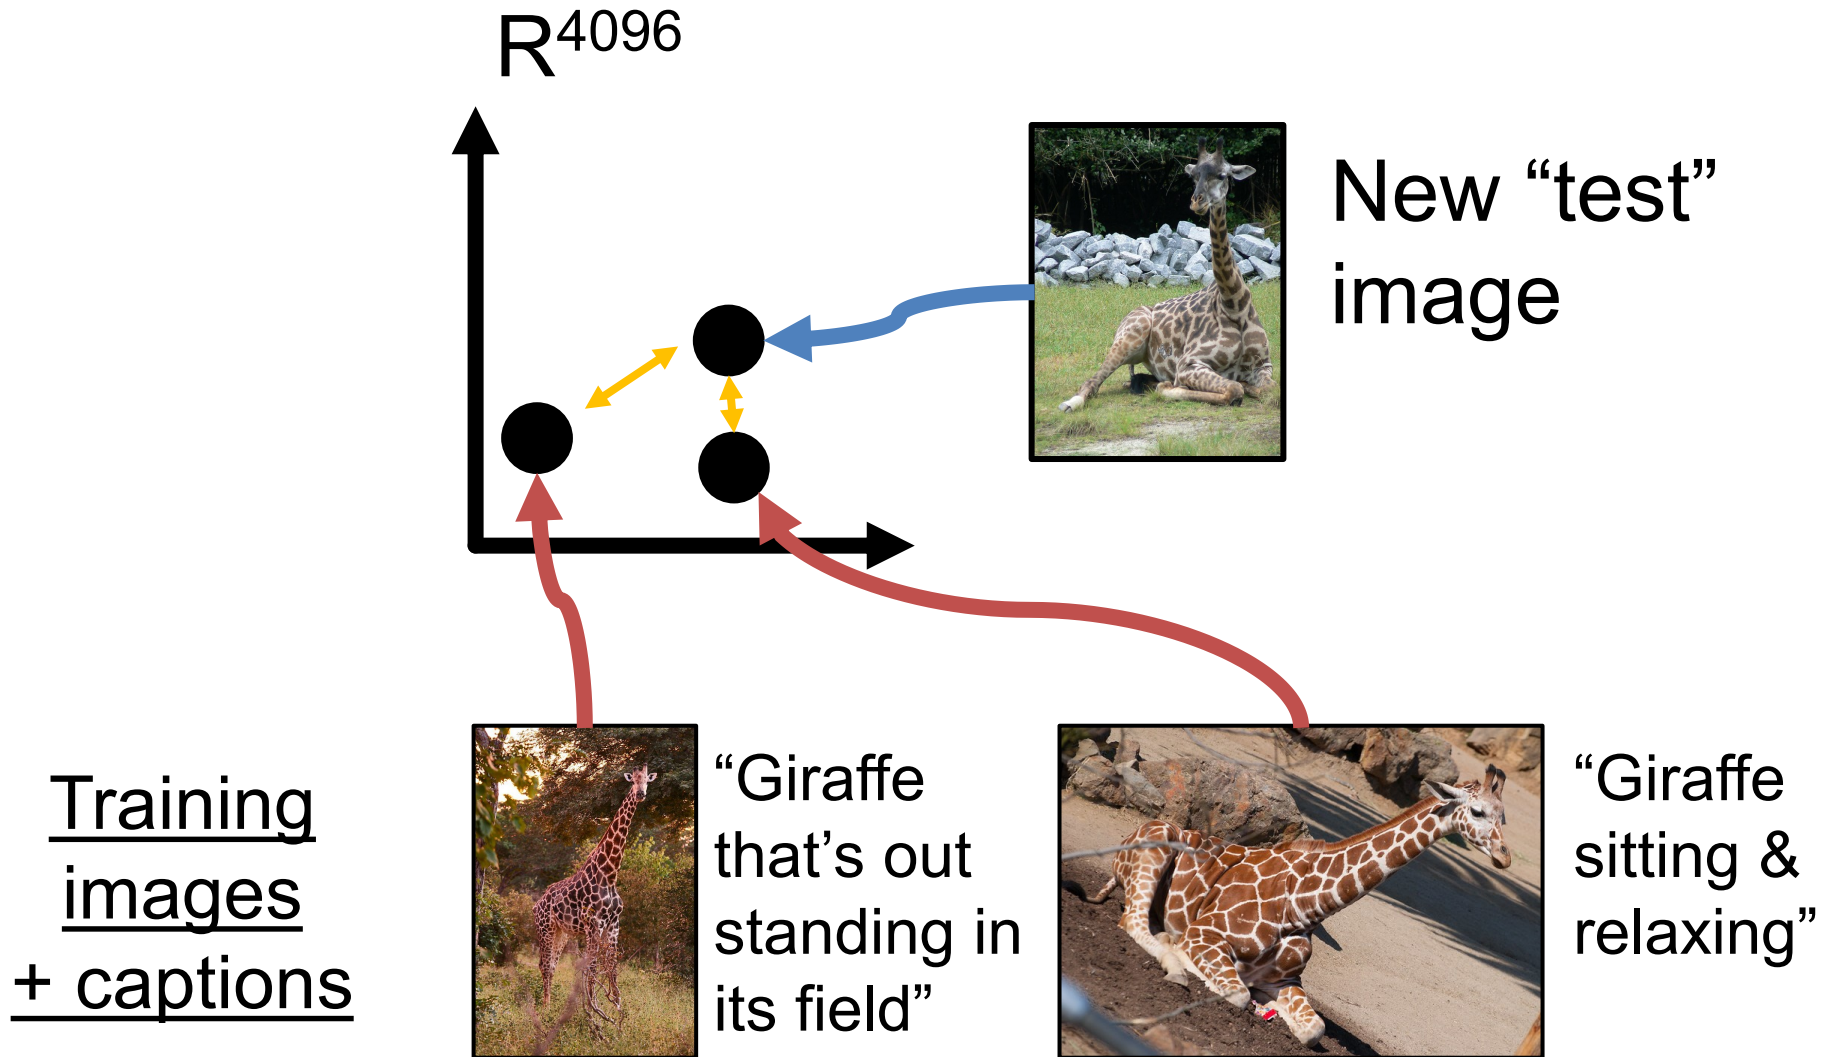 R⁴⁰⁹⁶
New “test”
image
Training
images
+ captions
“Giraffe
that’s out
standing in
its field”
“Giraffe
sitting &
relaxing”